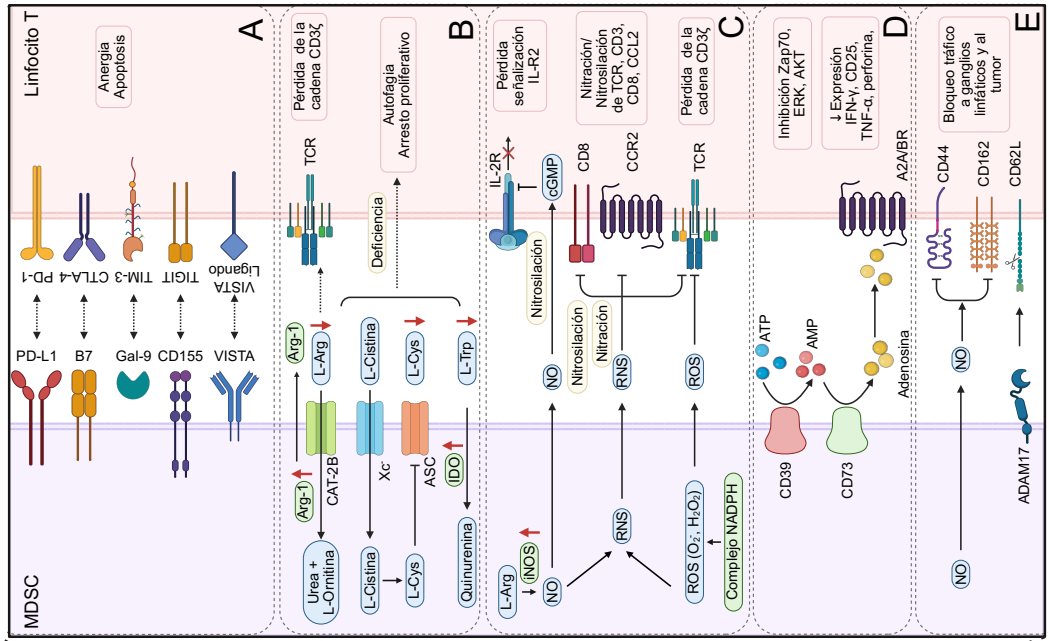 MDSC
Linfocito T
PD-L1
PD-1
B7
CTLA-4
Gal-9
TIM-3
CD155
TIGIT
VISTA
VISTA
Ligando
Anergia
Apoptosis
A
Urea +
L-Ornitina
Arg-1
CAT-2B
Arg-1
L-Arg
TCR
Pérdida de la
cadena CD3ζ
L-Cistina
Xc⁻
L-Cistina
L-Cys
ASC
L-Cys
Quinurenina
IDO
L-Trp
Deficiencia
Autofagia
Arresto proliferativo
B
L-Arg
iNOS
NO
NO
Nitrosilación
cGMP
IL-2R
Pérdida
señalización
IL-R2
RNS
RNS
Nitrosilación
Nitración
CD8
CCR2
Nitración/
Nitrosilación
de TCR, CD3,
CD8, CCL2
ROS (O₂⁻, H₂O₂)
Complejo NADPH
ROS
TCR
Pérdida de la
cadena CD3ζ
C
CD39
ATP
AMP
CD73
Adenosina
A2A/BR
Inhibición Zap70,
ERK, AKT
↓Expresión
IFN-γ, CD25,
TNF-α, perforina,
D
NO
NO
CD44
CD162
ADAM17
CD62L
Bloqueo tráfico
a ganglios
linfáticos y al
tumor
E